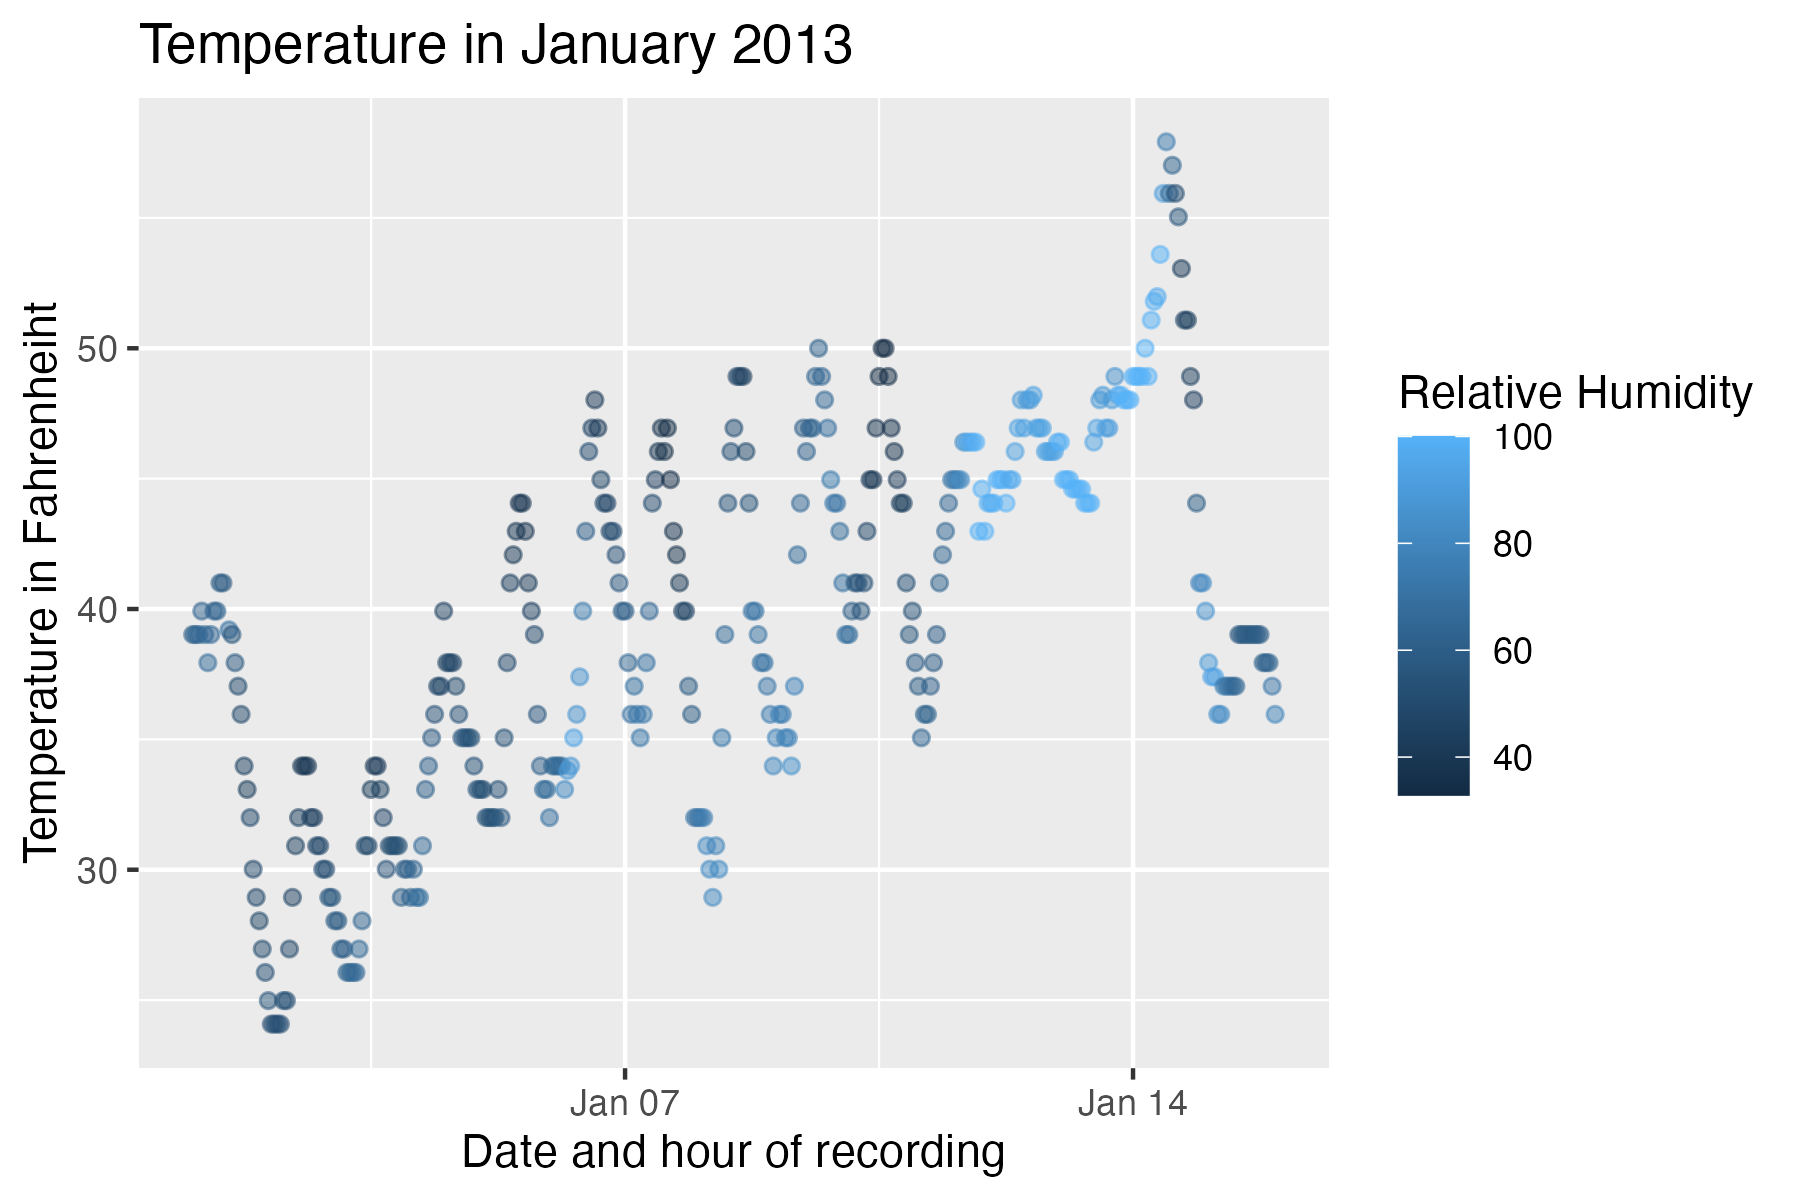 Temperature in January 2013
Temperature in Fahrenheiht
50
40
30
Jan 07
Jan 14
Date and hour of recording
Relative Humidity
100
80
60
40